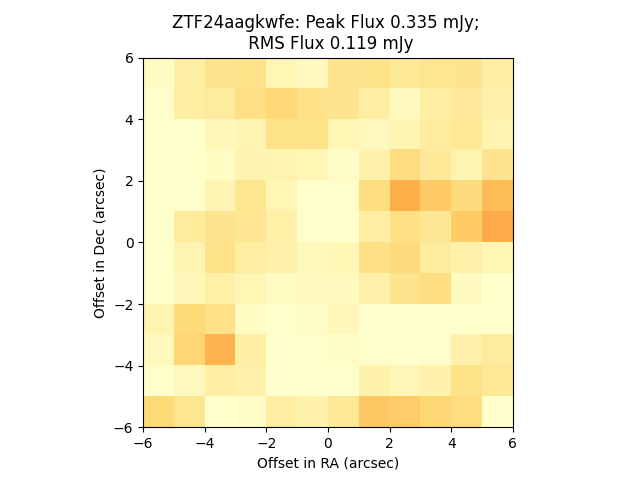 ZTF24aagkwfe: Peak Flux 0.335 mJy;
RMS Flux 0.119 mJy
6
4
2
0
−2
−4
−6
Offset in Dec (arcsec)
−6 −4 −2 0 2 4 6
Offset in RA (arcsec)